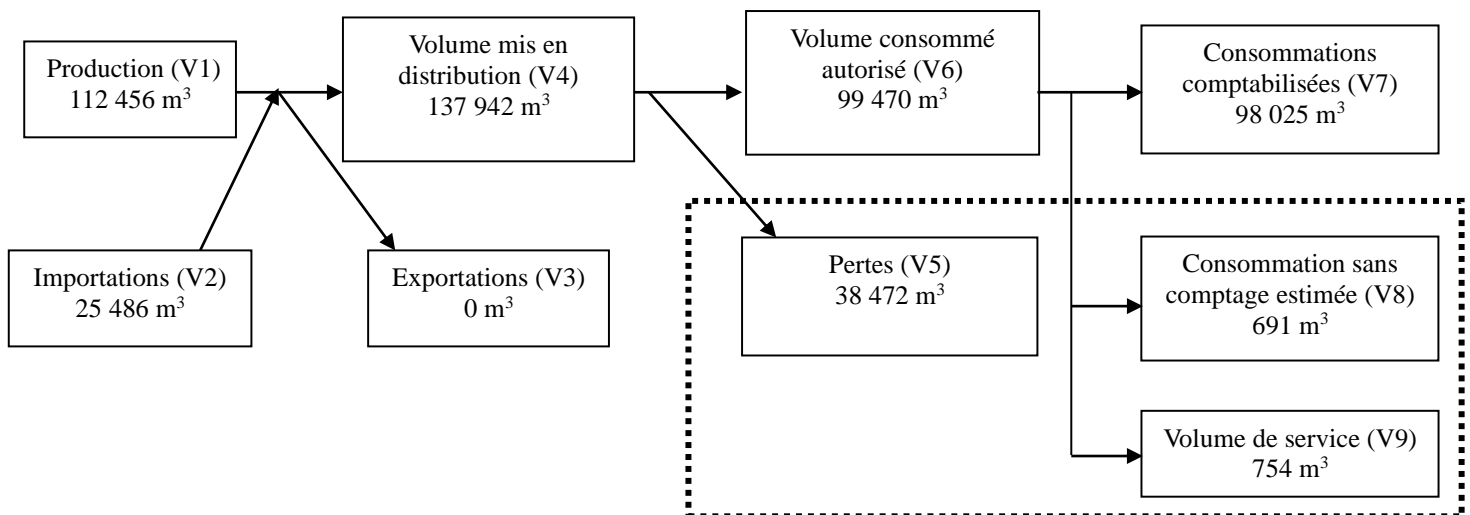 Production (V1)
112 456 m³
Volume mis en
distribution (V4)
137 942 m³
Volume consommé
autorisé (V6)
99 470 m³
Consommations
comptabilisées (V7)
98 025 m³
Importations (V2)
25 486 m³
Exportations (V3)
0 m³
Pertes (V5)
38 472 m³
Consommation sans
comptage estimée (V8)
691 m³
Volume de service (V9)
754 m³